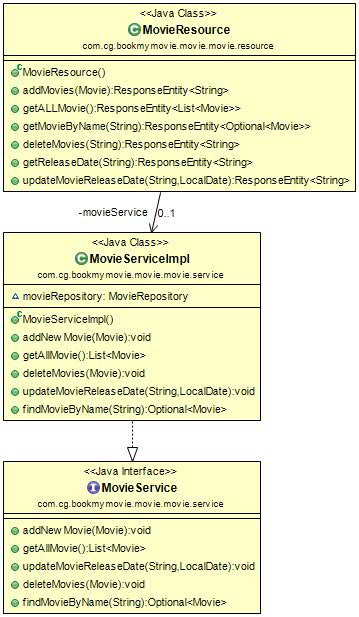 <<Java Class>>
MovieResource
com.cg.bookmymovie.movie.movie.resource
MovieResource()
addMovies(Movie):ResponseEntity<String>
getALLMovie():ResponseEntity<List<Movie>>
getMovieByName(String):ResponseEntity<Optional<Movie>>
deleteMovies(String):ResponseEntity<String>
getReleaseDate(String):ResponseEntity<String>
updateMovieReleaseDate(String,LocalDate):ResponseEntity<String>
-movieService 0..1
<<Java Class>>
MovieServiceImpl
com.cg.bookmymovie.movie.movie.service
movieRepository: MovieRepository
MovieServiceImpl()
addNewMovie(Movie):void
getAllMovie():List<Movie>
deleteMovies(Movie):void
updateMovieReleaseDate(String,LocalDate):void
findMovieByName(String):Optional<Movie>
<<Java Interface>>
MovieService
com.cg.bookmymovie.movie.movie.service
addNewMovie(Movie):void
getAllMovie():List<Movie>
updateMovieReleaseDate(String,LocalDate):void
deleteMovies(Movie):void
findMovieByName(String):Optional<Movie>